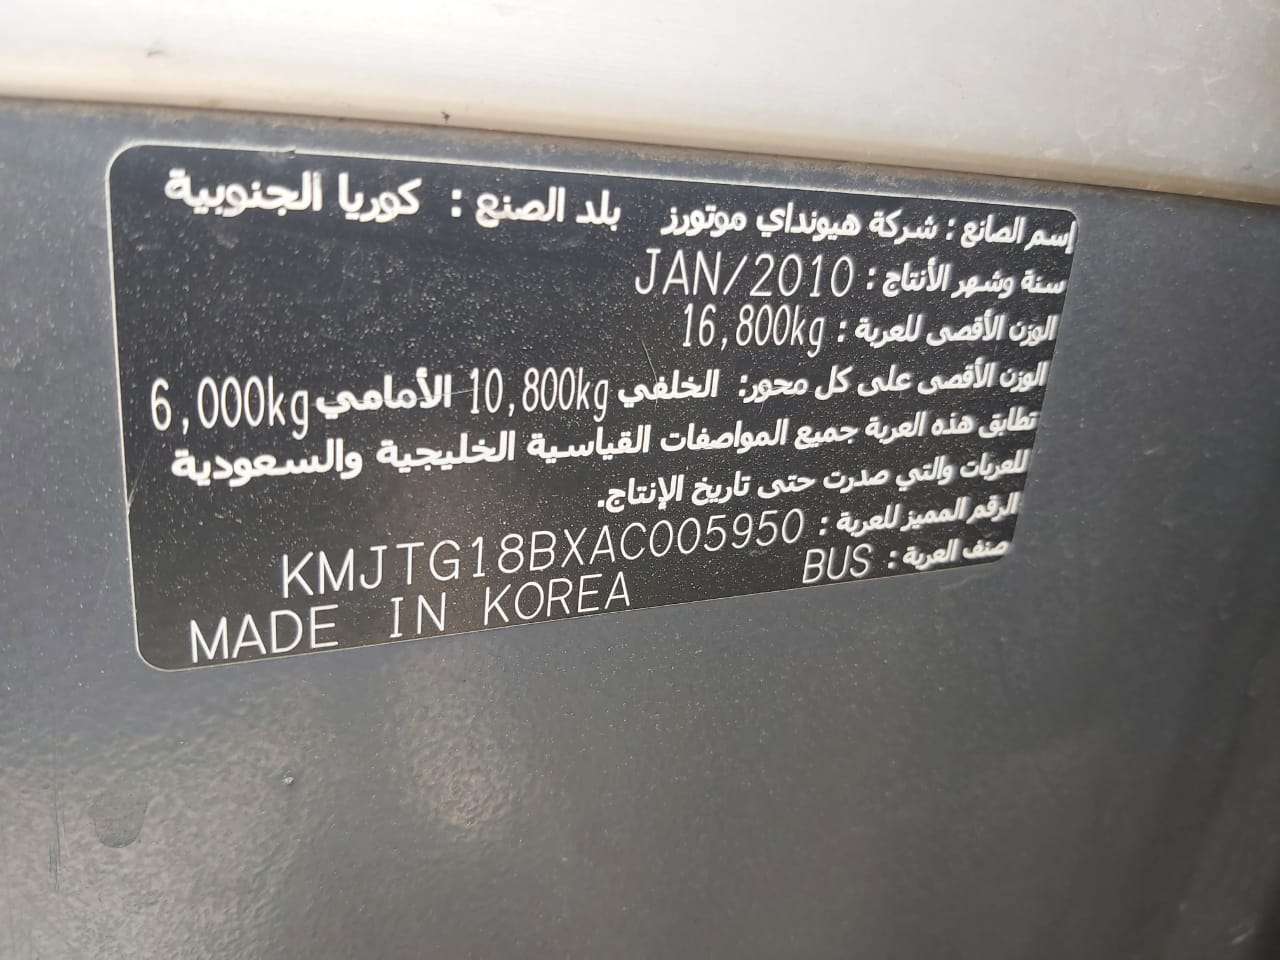 إسم الصانع : شركة هيونداي موتورز بلد الصنع : كوريا الجنوبية
سنة وشهر الأنتاج : JAN/2010
الوزن الأقصى للعربة : 16,800kg
الوزن الأقصى على كل محور: الخلفي 10,800kg الأمامي 6,000kg
تطابق هذه العربة جميع المواصفات القياسية الخليجية والسعودية
للعربات والتي صدرت حتى تاريخ الإنتاج.
الرقم المميز للعربة : KMJTG18BXAC005950
صنف العربة : BUS
MADE IN KOREA